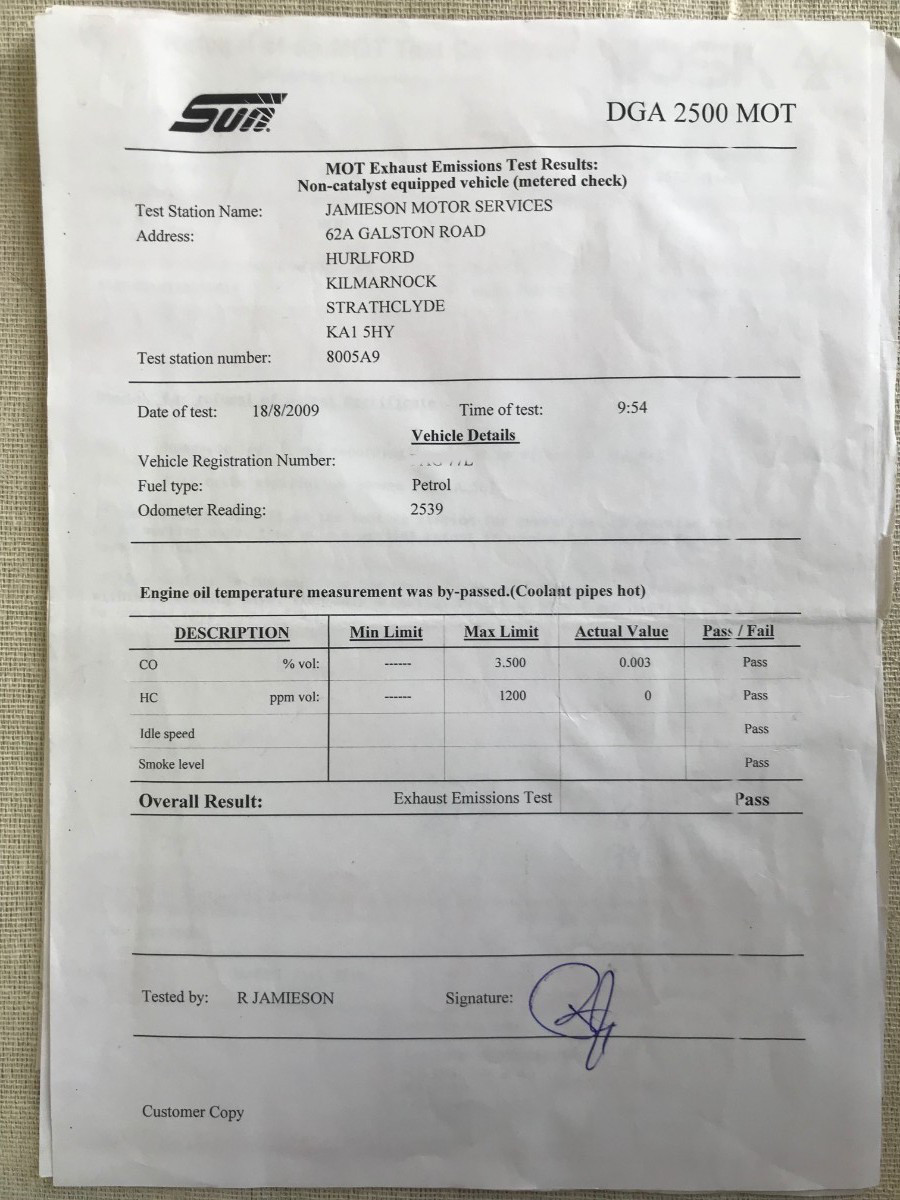 Sun
DGA 2500 MOT
MOT Exhaust Emissions Test Results:
Non-catalyst equipped vehicle (metered check)
Test Station Name: JAMIESON MOTOR SERVICES
Address: 62A GALSTON ROAD
HURLFORD
KILMARNOCK
STRATHCLYDE
KA1 5HY
Test station number: 8005A9
Date of test: 18/8/2009 Time of test: 9:54
Vehicle Details
Vehicle Registration Number:
Fuel type: Petrol
Odometer Reading: 2539
Engine oil temperature measurement was by-passed.(Coolant pipes hot)
DESCRIPTION Min Limit Max Limit Actual Value Pass / Fail
CO % vol: ------ 3.500 0.003 Pass
HC ppm vol: ------ 1200 0 Pass
Idle speed Pass
Smoke level Pass
Overall Result: Exhaust Emissions Test Pass
Tested by: R JAMIESON Signature:
Customer Copy